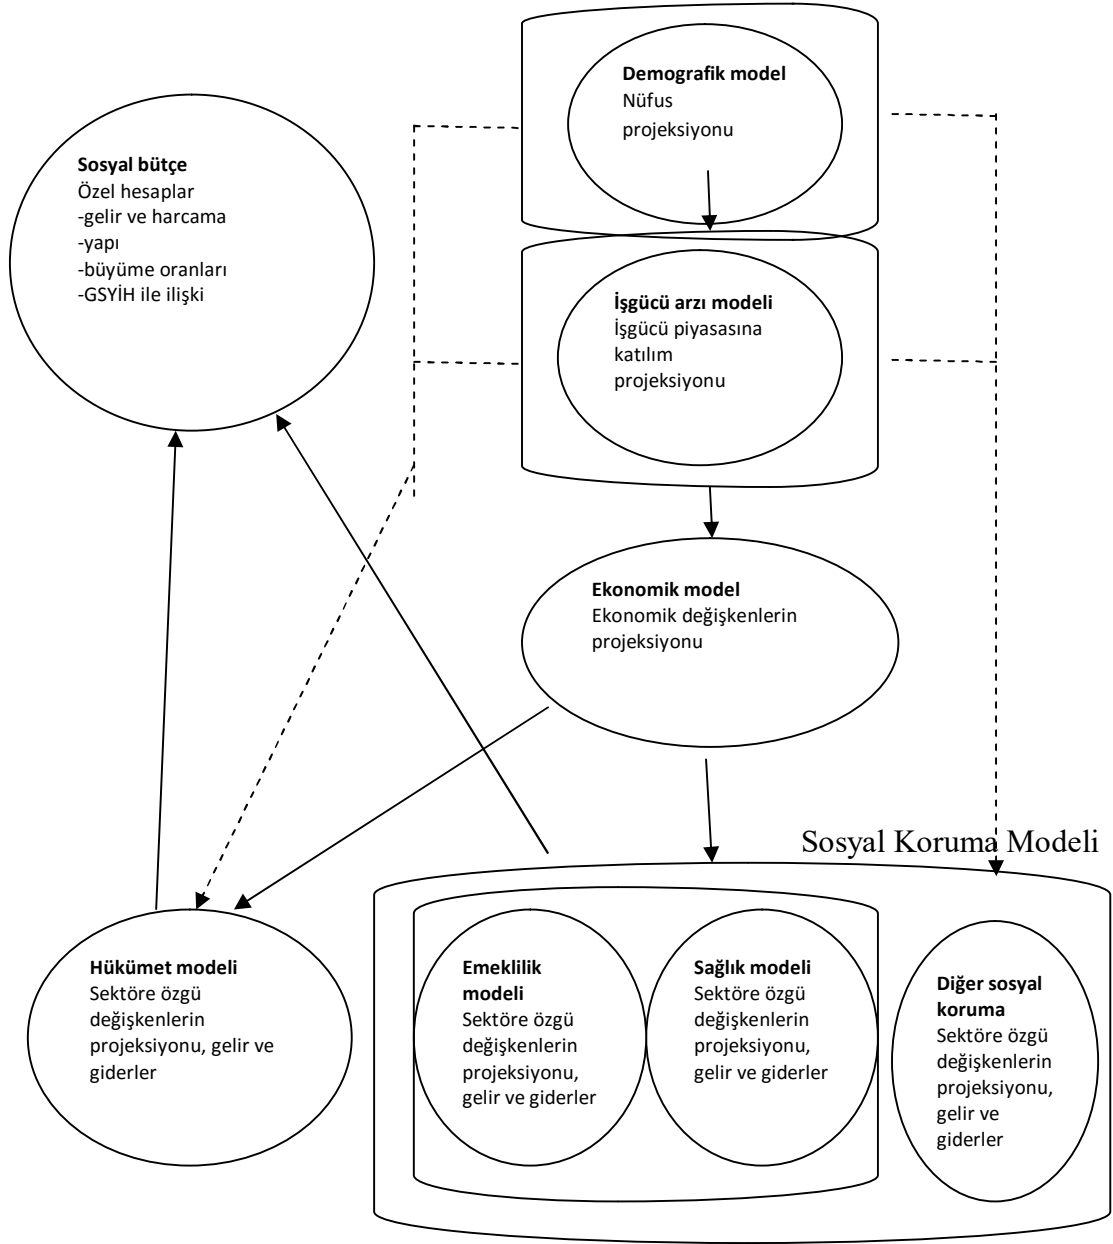 Demografik model
Nüfus
projeksiyonu
Sosyal bütçe
Özel hesaplar
-gelir ve harcama
-yapı
-büyüme oranları
-GSYİH ile ilişki
İşgücü arzı modeli
İşgücü piyasasına
katılım
projeksiyonu
Ekonomik model
Ekonomik değişkenlerin
projeksiyonu
Sosyal Koruma Modeli
Hükümet modeli
Sektöre özgü
değişkenlerin
projeksiyonu, gelir ve
giderler
Emeklilik
modeli
Sektöre özgü
değişkenlerin
projeksiyonu,
gelir ve giderler
Sağlık modeli
Sektöre özgü
değişkenlerin
projeksiyonu,
gelir ve giderler
Diğer sosyal
koruma
Sektöre özgü
değişkenlerin
projeksiyonu,
gelir ve
giderler